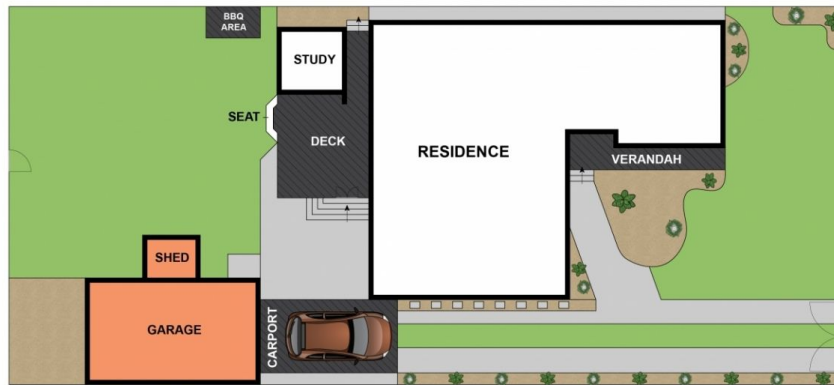 BBQ
AREA
STUDY
SEAT
DECK
RESIDENCE
VERANDAH
SHED
GARAGE
CARPORT